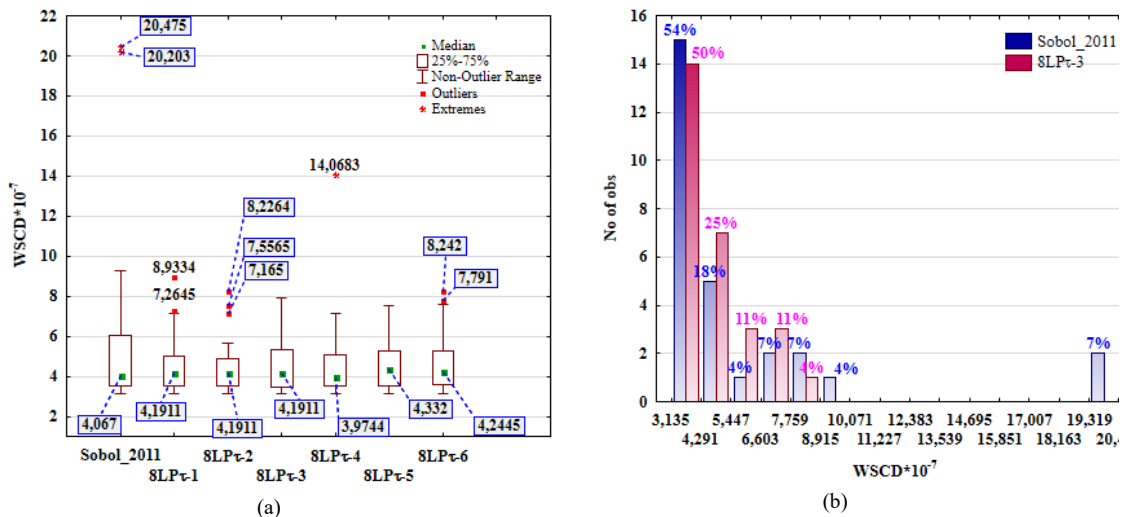 22
20
18
16
14
12
10
8
6
4
2
WSCD*10-7
20,475
20,203
Median
25%-75%
Non-Outlier Range
Outliers
Extremes
14,0683
8,2264
8,9334
7,5565
8,242
7,2645
7,165
7,791
4,067
4,1911
4,1911
4,1911
3,9744
4,332
4,2445
Sobol_2011 8LPτ-2 8LPτ-4 8LPτ-6
8LPτ-1 8LPτ-3 8LPτ-5
(a)
16
14
12
10
8
6
4
2
0
No of obs
54%
50%
Sobol_2011
8LPτ-3
25%
18%
11% 11%
4% 7% 7% 4% 4% 7%
3,135 5,447 7,759 10,071 12,383 14,695 17,007 19,319
4,291 6,603 8,915 11,227 13,539 15,851 18,163
WSCD*10-7
(b)